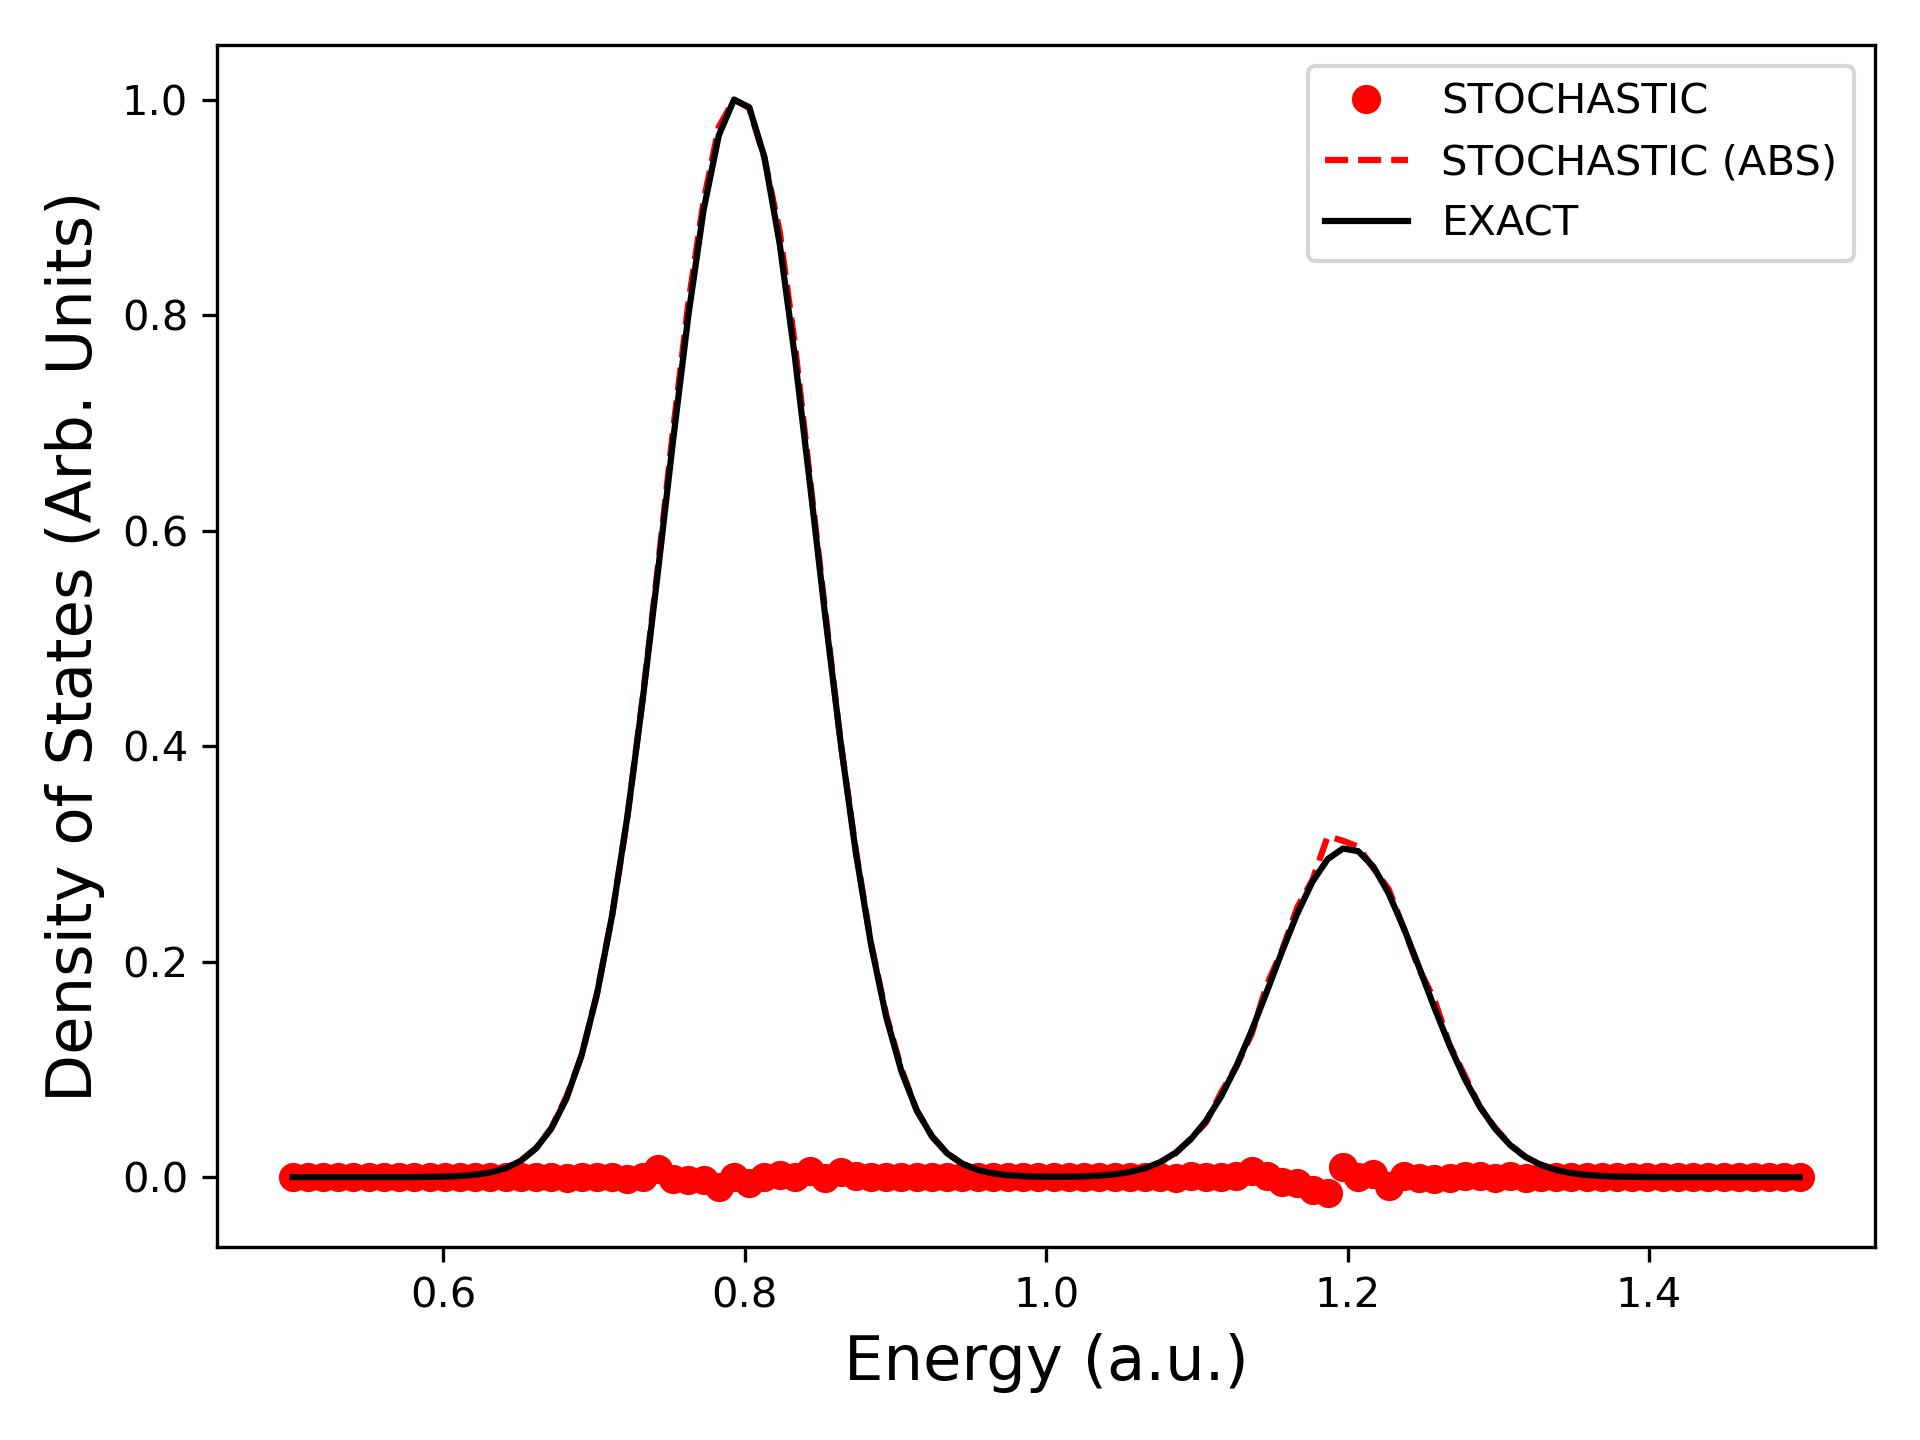 STOCHASTIC
STOCHASTIC (ABS)
EXACT
Density of States (Arb. Units)
1.0
0.8
0.6
0.4
0.2
0.0
0.6 0.8 1.0 1.2 1.4
Energy (a.u.)